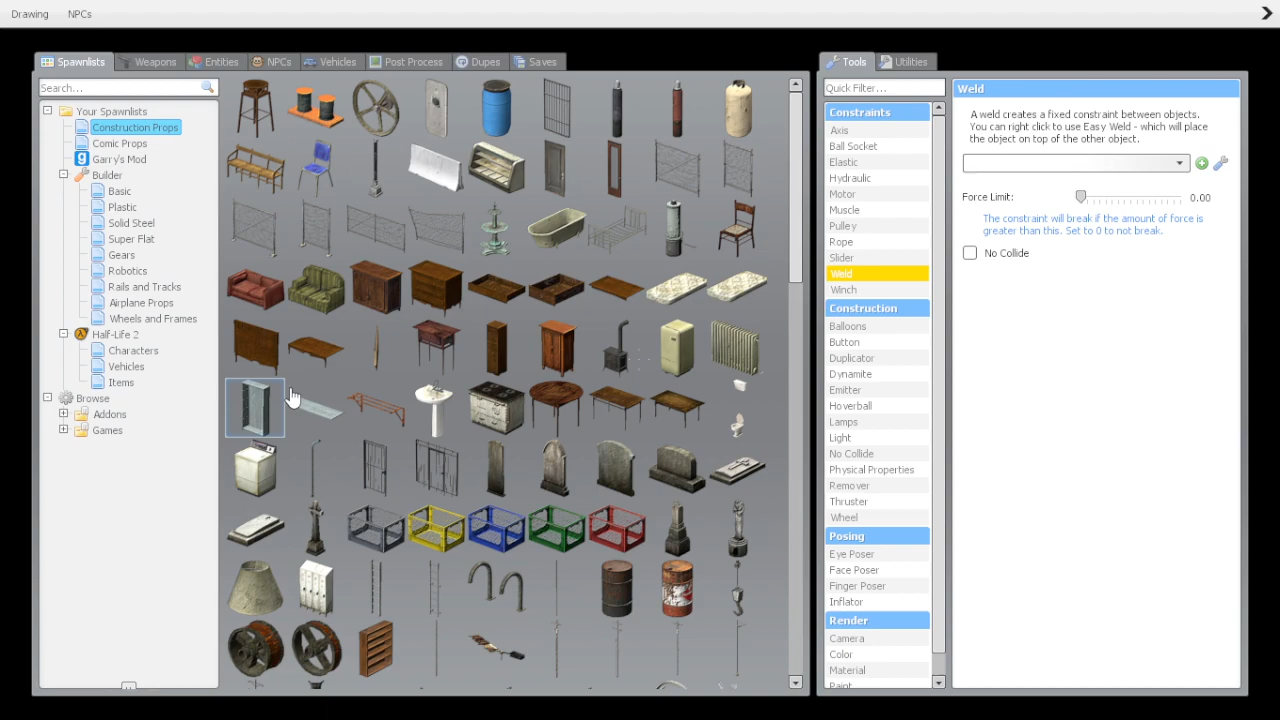 Drawing NPCs
Spawnlists Weapons Entities NPCs Vehicles Post Process Dupes Saves
Search...
Your Spawnlists
Construction Props
Comic Props
Garry's Mod
Builder
Basic
Plastic
Solid Steel
Super Flat
Gears
Robotics
Rails and Tracks
Airplane Props
Wheels and Frames
Half-Life 2
Characters
Vehicles
Items
Browse
Addons
Games
Tools Utilities
Quick Filter...
Constraints
Axis
Ball Socket
Elastic
Hydraulic
Motor
Muscle
Pulley
Rope
Slider
Weld
Winch
Construction
Balloons
Button
Duplicator
Dynamite
Emitter
Hoverball
Lamps
Light
No Collide
Physical Properties
Remover
Thruster
Wheel
Posing
Eye Poser
Face Poser
Finger Poser
Inflator
Render
Camera
Color
Material
Paint
Weld
A weld creates a fixed constraint between objects.
You can right click to use Easy Weld - which will place
the object on top of the other object.
Force Limit: 0.00
The constraint will break if the amount of force is
greater than this. Set to 0 to not break.
No Collide